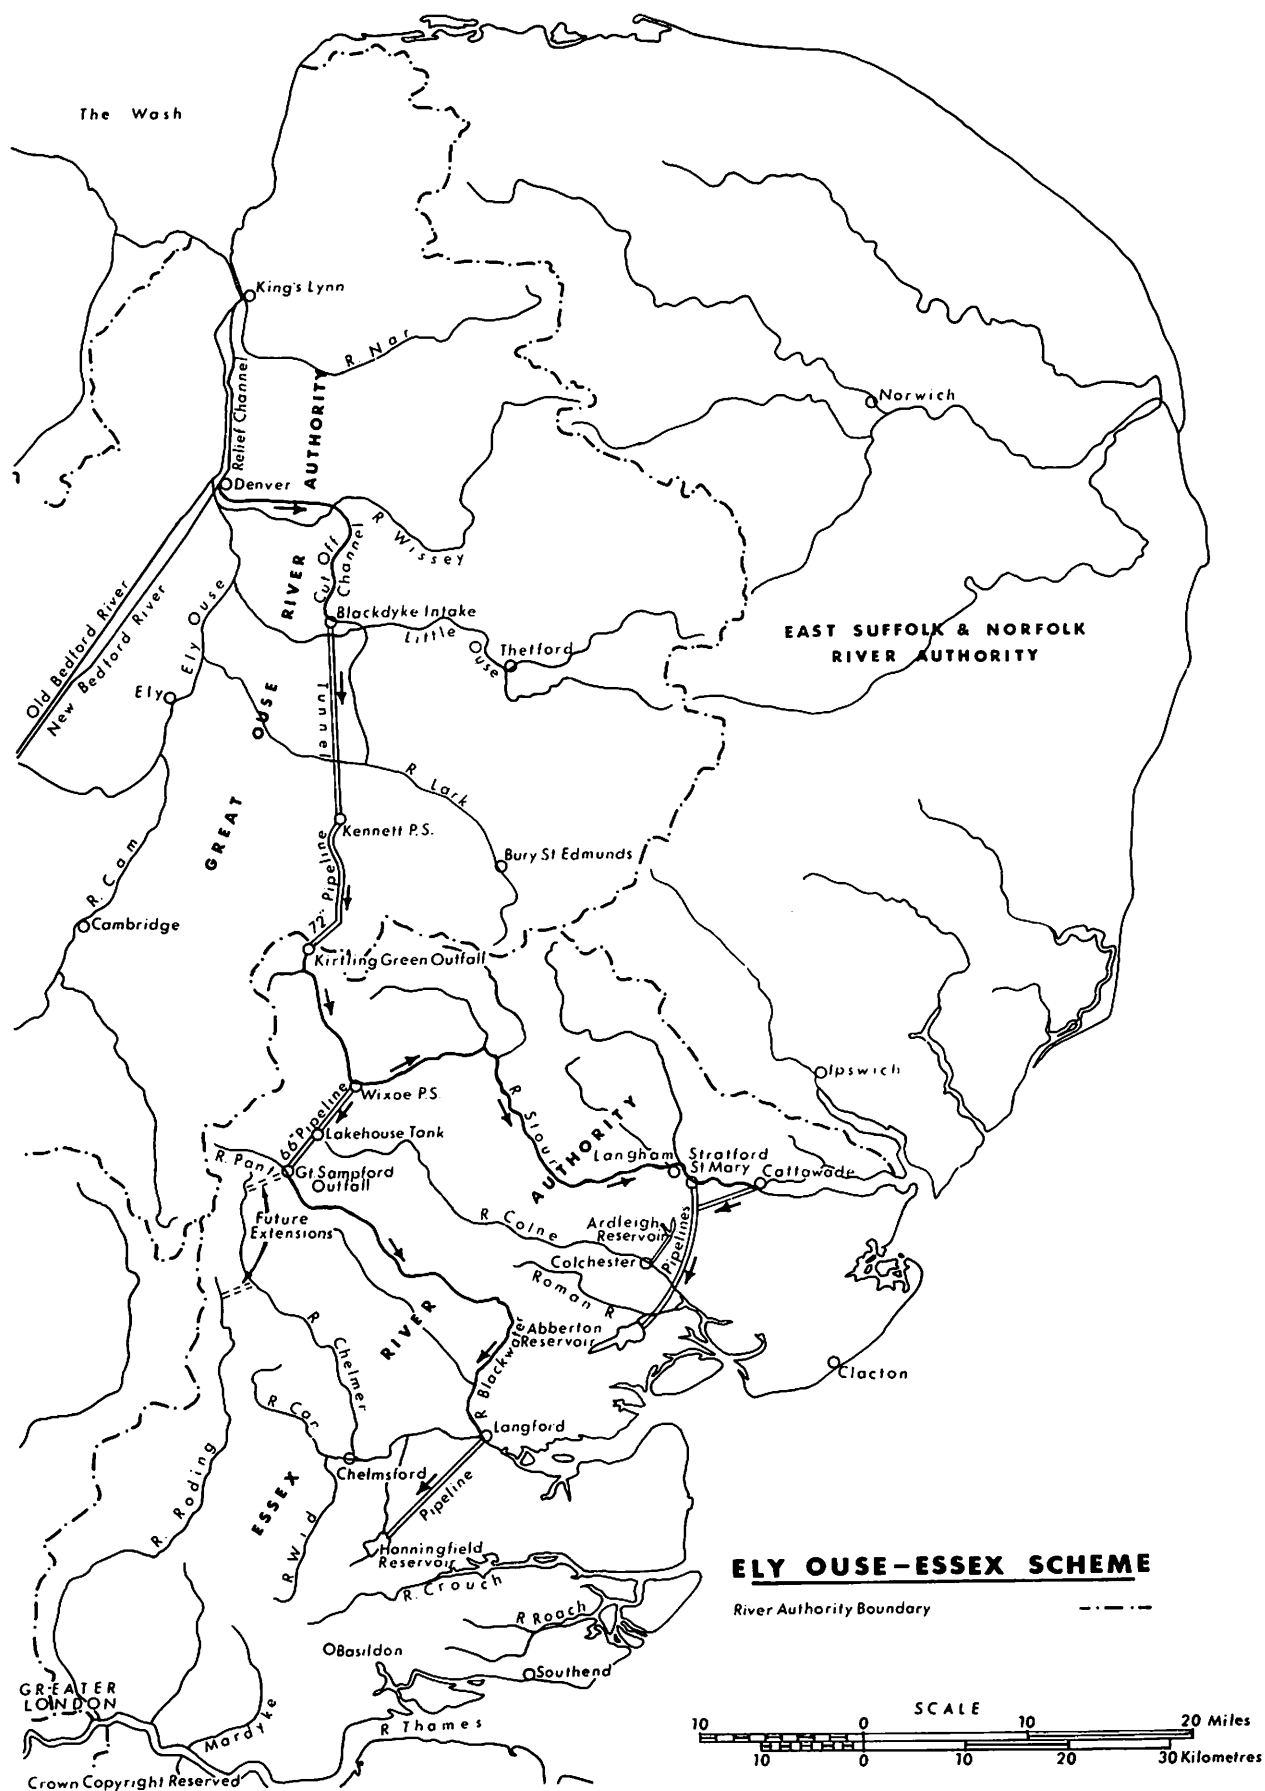 The Wash
King's Lynn
R. Nar
Relief Channel
Norwich
Denver
R Wissey
Cut Off
Channel
Old Bedford River
New Bedford River
Ely Ouse
Blackdyke Intake
Little
Ouse
Thetford
EAST SUFFOLK & NORFOLK
RIVER AUTHORITY
Ely
Tunnel
R Lark
GREAT OUSE RIVER AUTHORITY
Kennett P.S.
72" Pipeline
Bury St Edmunds
R. Cam
Cambridge
Kirtling Green Outfall
Ipswich
Wixoe P.S.
66" Pipeline
Lakehouse Tank
R Stour
R. Pant
Gt Sampford
Outfall
Langham
Stratford
St Mary
Cattawade
Future
Extensions
R Colne
Ardleigh
Reservoir
Colchester
Pipelines
Roman R
Abberton
Reservoir
Clacton
R Chelmer
R Blackwater
R Car
Langford
Chelmsford
Pipeline
R. Roding
ESSEX RIVER AUTHORITY
R Wid
Hanningfield
Reservoir
R. Crouch
R Roach
Basildon
Southend
GREATER
LONDON
Mardyke
R Thames
Crown Copyright Reserved
ELY OUSE-ESSEX SCHEME
River Authority Boundary
SCALE
10 0 10 20 Miles
10 0 10 20 30 Kilometres